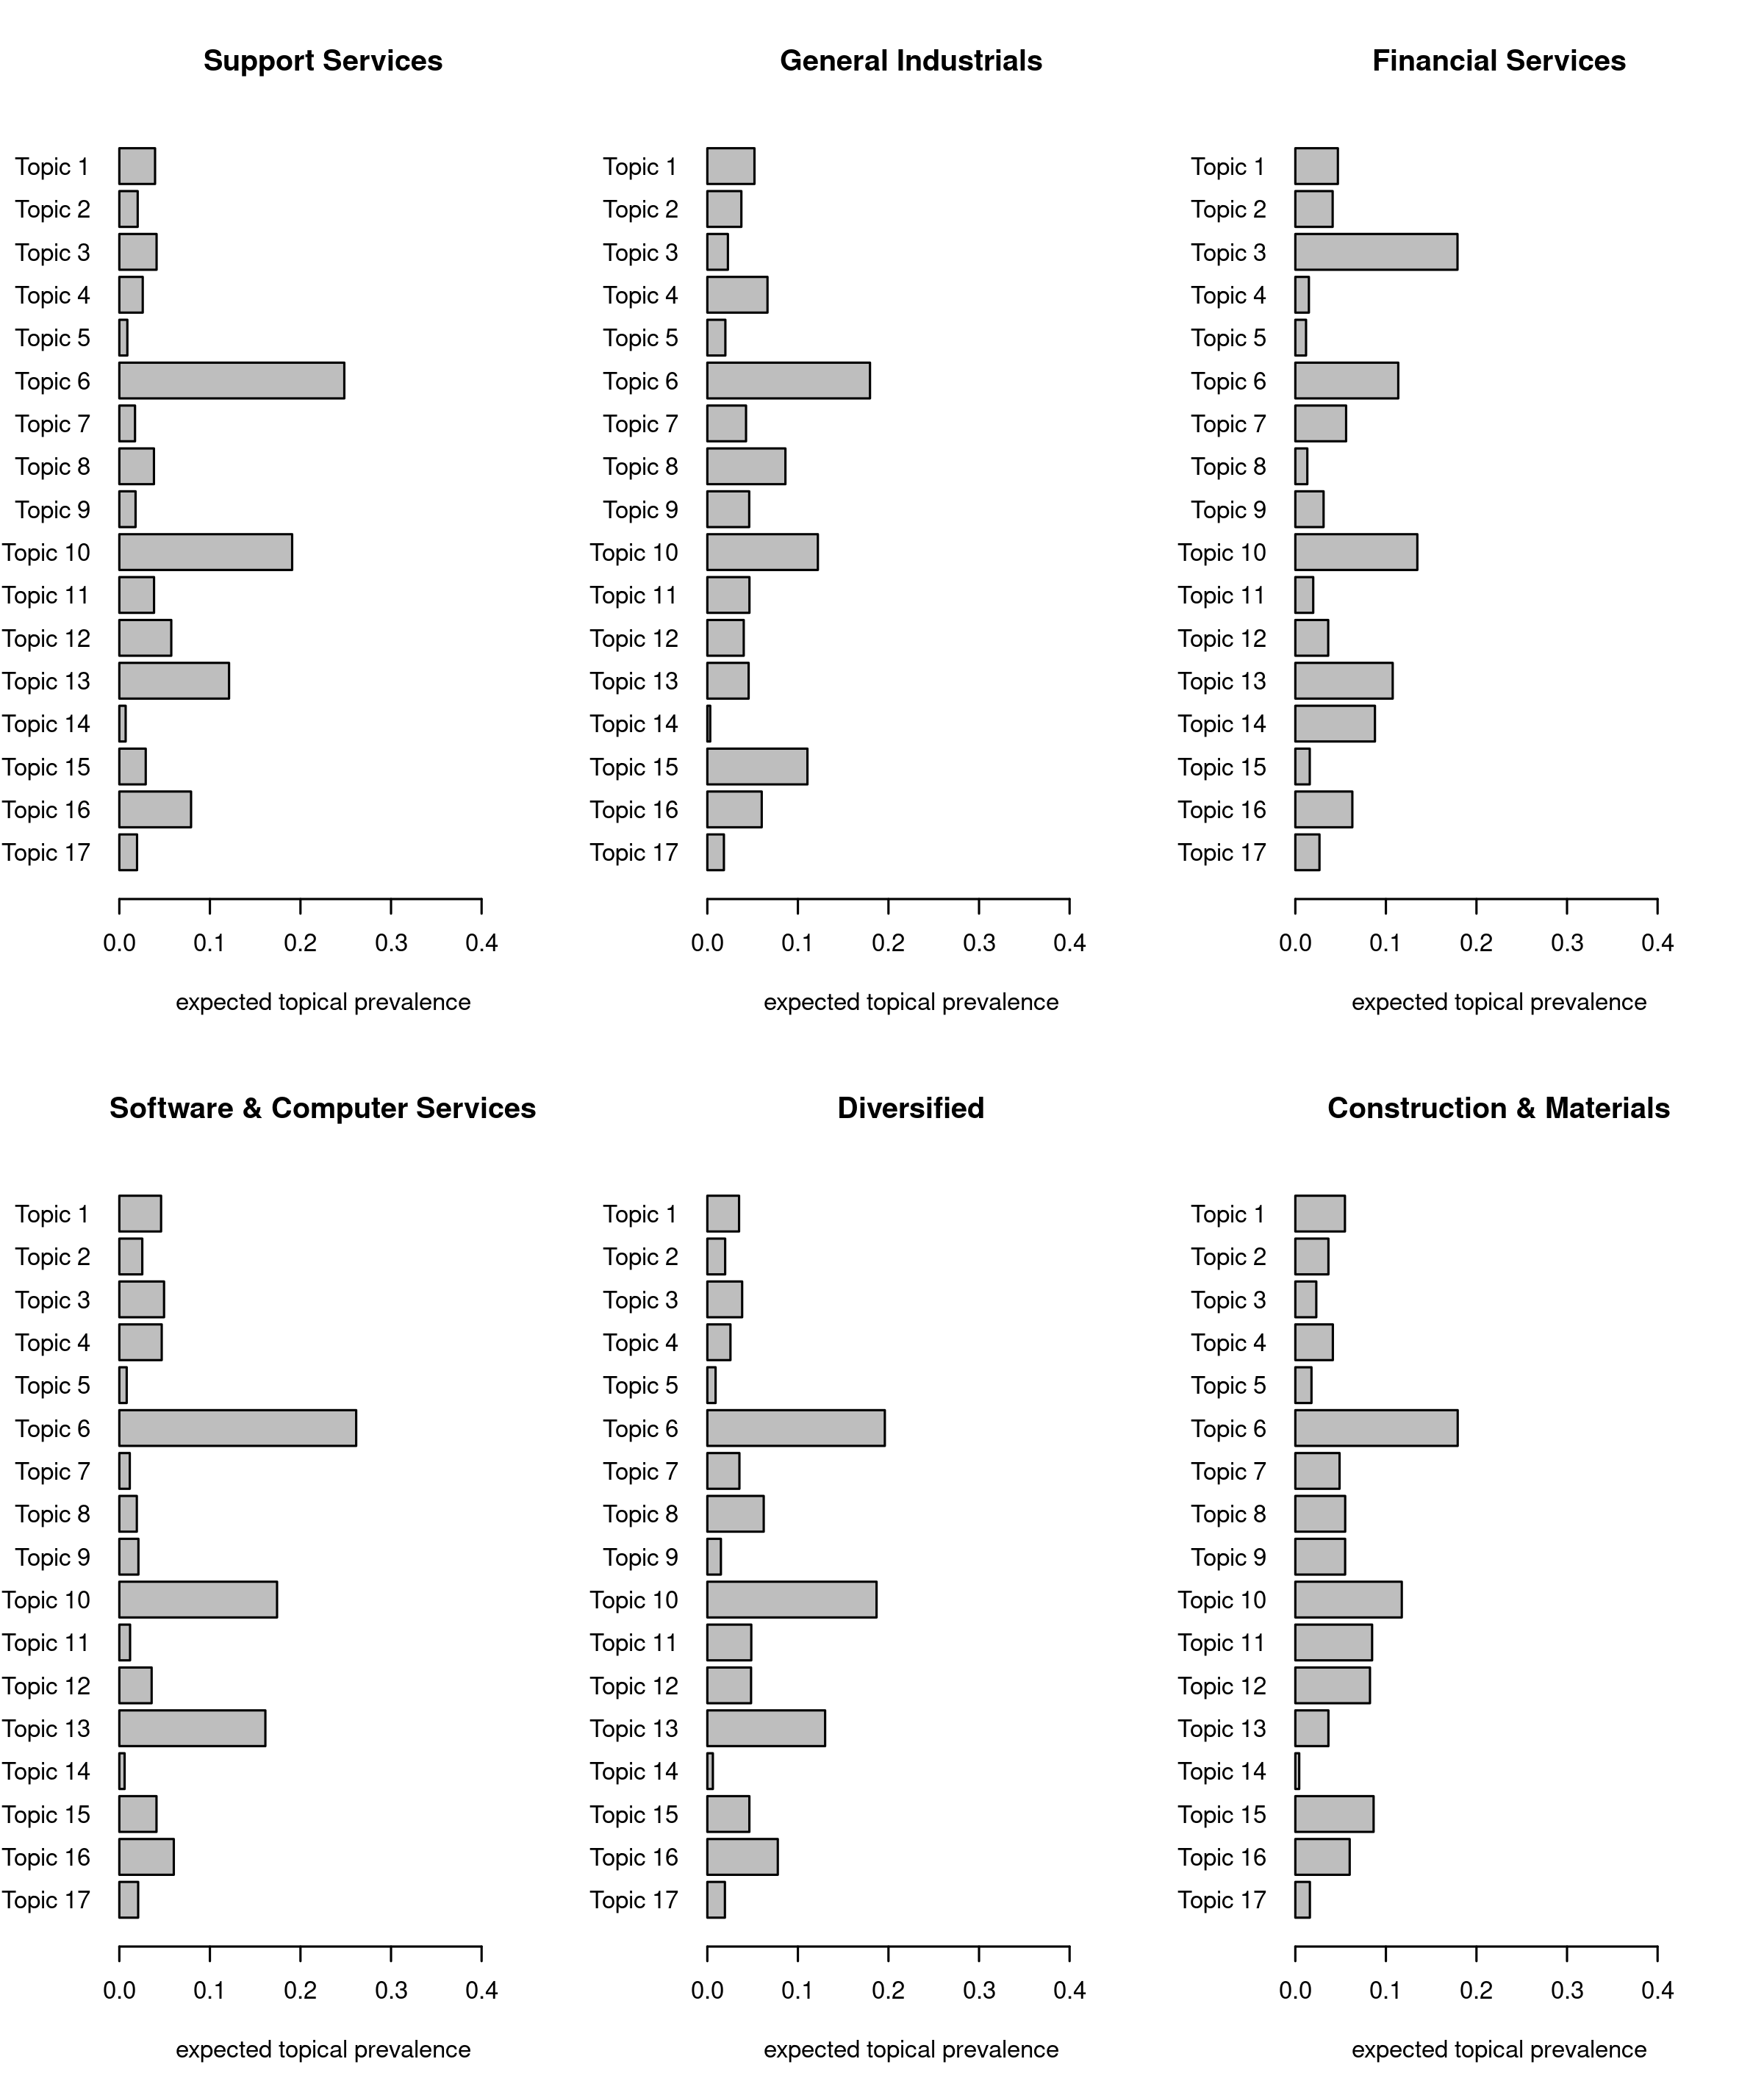 Support Services
Topic 1
Topic 2
Topic 3
Topic 4
Topic 5
Topic 6
Topic 7
Topic 8
Topic 9
Topic 10
Topic 11
Topic 12
Topic 13
Topic 14
Topic 15
Topic 16
Topic 17
0.0 0.1 0.2 0.3 0.4
expected topical prevalence
General Industrials
Topic 1
Topic 2
Topic 3
Topic 4
Topic 5
Topic 6
Topic 7
Topic 8
Topic 9
Topic 10
Topic 11
Topic 12
Topic 13
Topic 14
Topic 15
Topic 16
Topic 17
0.0 0.1 0.2 0.3 0.4
expected topical prevalence
Financial Services
Topic 1
Topic 2
Topic 3
Topic 4
Topic 5
Topic 6
Topic 7
Topic 8
Topic 9
Topic 10
Topic 11
Topic 12
Topic 13
Topic 14
Topic 15
Topic 16
Topic 17
0.0 0.1 0.2 0.3 0.4
expected topical prevalence
Software & Computer Services
Topic 1
Topic 2
Topic 3
Topic 4
Topic 5
Topic 6
Topic 7
Topic 8
Topic 9
Topic 10
Topic 11
Topic 12
Topic 13
Topic 14
Topic 15
Topic 16
Topic 17
0.0 0.1 0.2 0.3 0.4
expected topical prevalence
Diversified
Topic 1
Topic 2
Topic 3
Topic 4
Topic 5
Topic 6
Topic 7
Topic 8
Topic 9
Topic 10
Topic 11
Topic 12
Topic 13
Topic 14
Topic 15
Topic 16
Topic 17
0.0 0.1 0.2 0.3 0.4
expected topical prevalence
Construction & Materials
Topic 1
Topic 2
Topic 3
Topic 4
Topic 5
Topic 6
Topic 7
Topic 8
Topic 9
Topic 10
Topic 11
Topic 12
Topic 13
Topic 14
Topic 15
Topic 16
Topic 17
0.0 0.1 0.2 0.3 0.4
expected topical prevalence